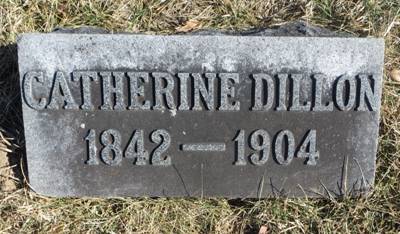 CATHERINE DILLON
1842 — 1904